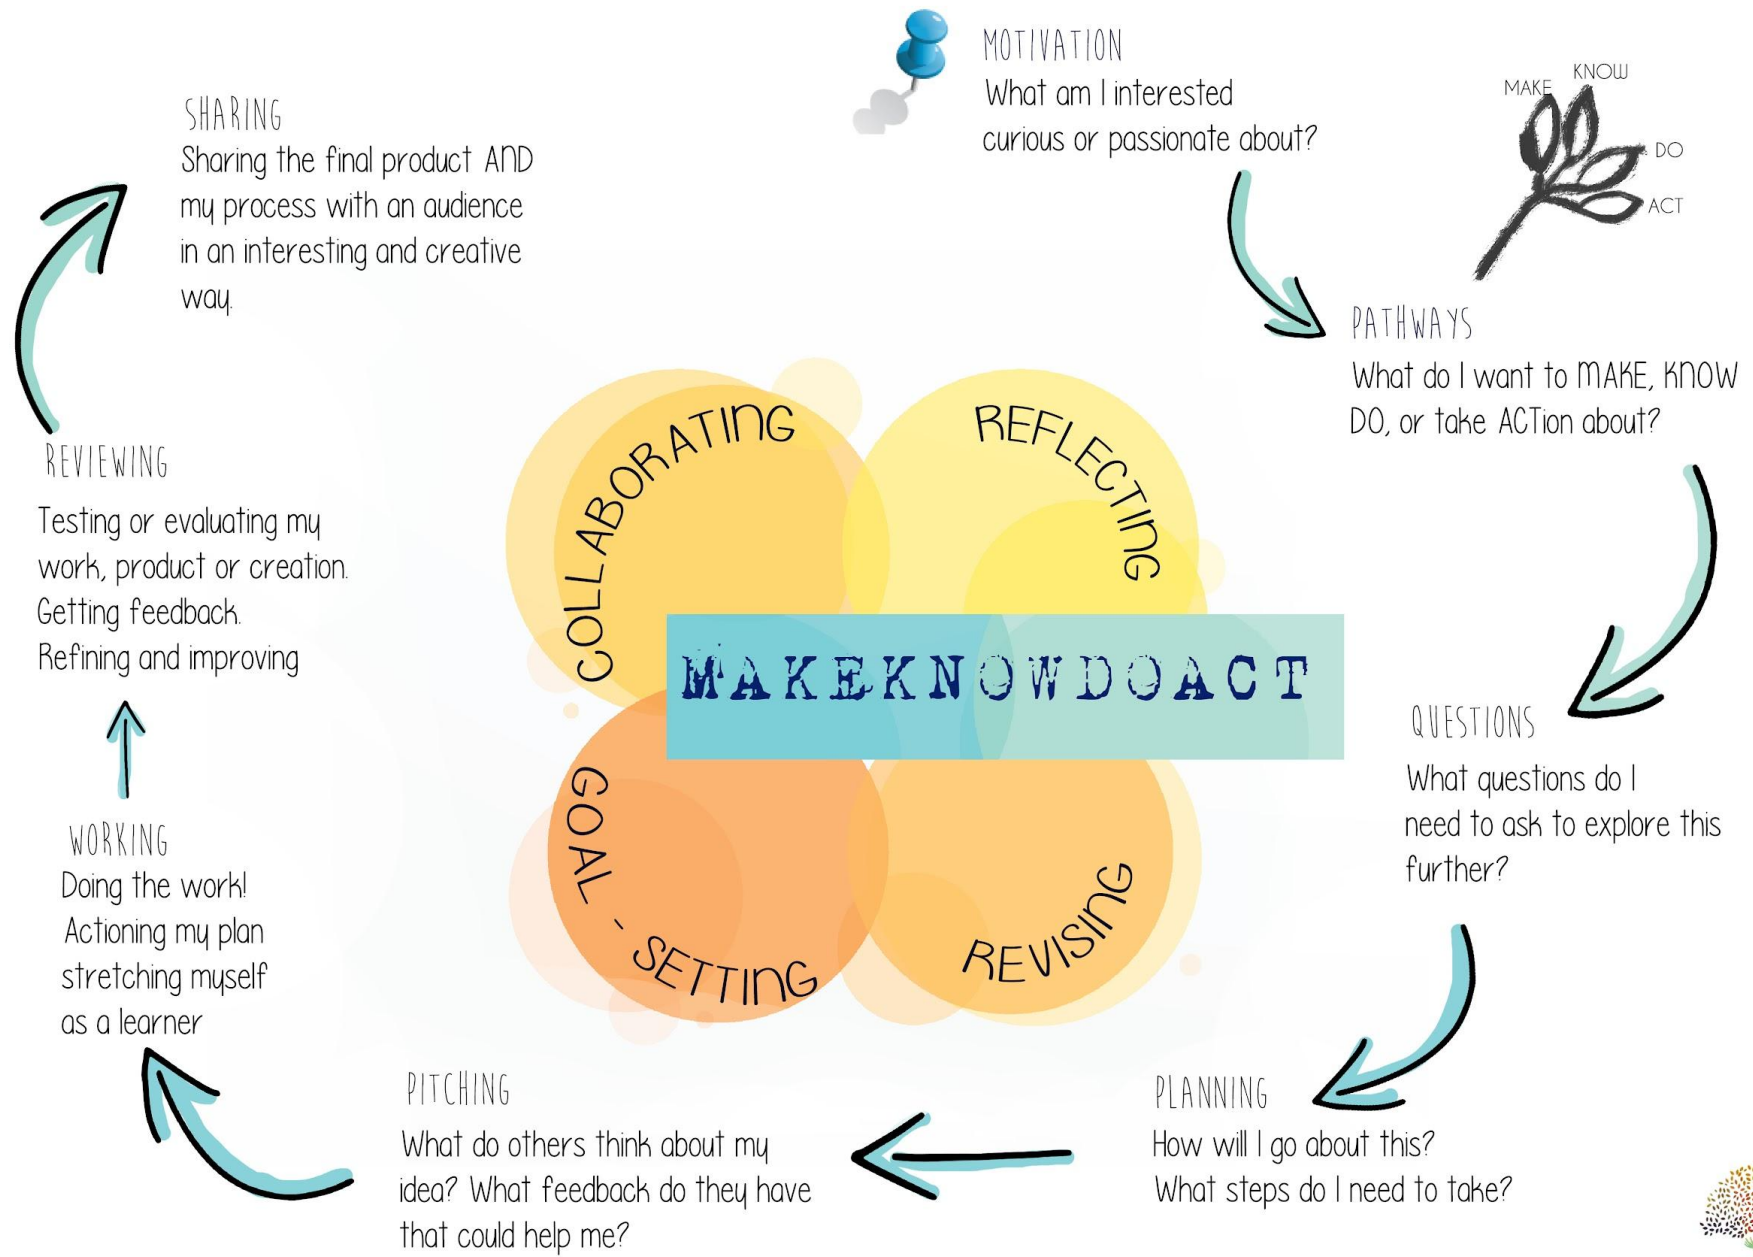 MOTIVATION
What am I interested
curious or passionate about?
MAKE
KNOW
DO
ACT
PATHWAYS
What do I want to MAKE, KNOW
DO, or take ACTion about?
QUESTIONS
What questions do I
need to ask to explore this
further?
PLANNING
How will I go about this?
What steps do I need to take?
PITCHING
What do others think about my
idea? What feedback do they have
that could help me?
WORKING
Doing the work!
Actioning my plan
stretching myself
as a learner
REVIEWING
Testing or evaluating my
work, product or creation.
Getting feedback.
Refining and improving
SHARING
Sharing the final product AND
my process with an audience
in an interesting and creative
way.
COLLABORATING
REFLECTING
MAKEKNOWDOACT
GOAL - SETTING
REVISING